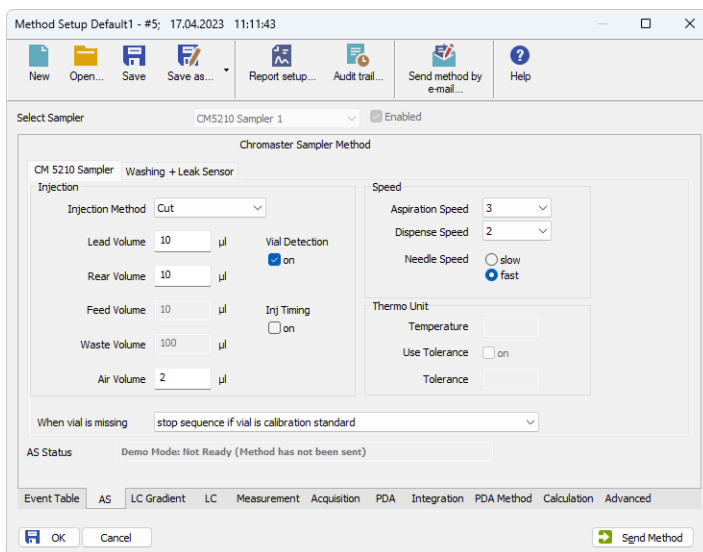 Method Setup Default1 - #5; 17.04.2023 11:11:43
New Open... Save Save as... Report setup... Audit trail... Send method by e-mail... Help
Select Sampler CM5210 Sampler 1 Enabled
Chromaster Sampler Method
CM 5210 Sampler Washing + Leak Sensor
Injection
Injection Method Cut
Lead Volume 10 µl
Vial Detection
on
Rear Volume 10 µl
Feed Volume 10 µl
Inj Timing
on
Waste Volume 100 µl
Air Volume 2 µl
Speed
Aspiration Speed 3
Dispense Speed 2
Needle Speed slow
fast
Thermo Unit
Temperature
Use Tolerance on
Tolerance
When vial is missing stop sequence if vial is calibration standard
AS Status Demo Mode: Not Ready (Method has not been sent)
Event Table AS LC Gradient LC Measurement Acquisition PDA Integration PDA Method Calculation Advanced
OK Cancel Send Method